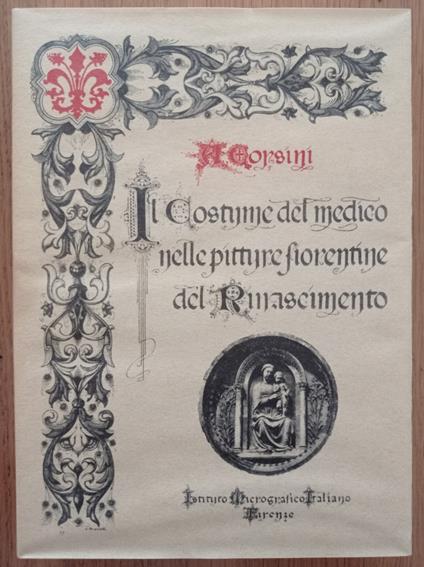 A Corsini
Il Costume del medico
nelle pitture fiorentine
del Rinascimento
Istituto Micrografico Italiano
Firenze